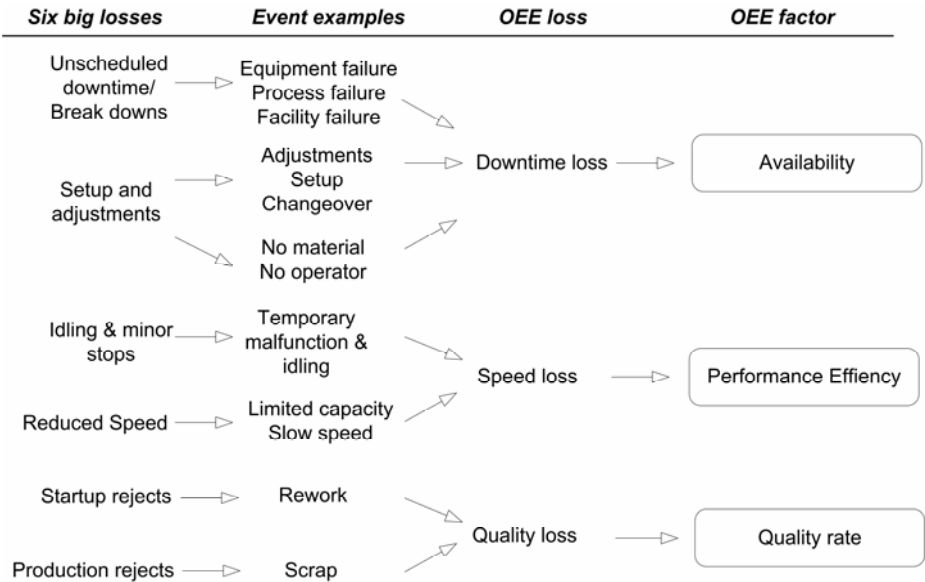 Six big losses
Event examples
OEE loss
OEE factor
Unscheduled
downtime/
Break downs
Equipment failure
Process failure
Facility failure
Setup and
adjustments
Adjustments
Setup
Changeover
No material
No operator
Downtime loss
Availability
Idling & minor
stops
Temporary
malfunction &
idling
Reduced Speed
Limited capacity
Slow speed
Speed loss
Performance Effiency
Startup rejects
Rework
Production rejects
Scrap
Quality loss
Quality rate